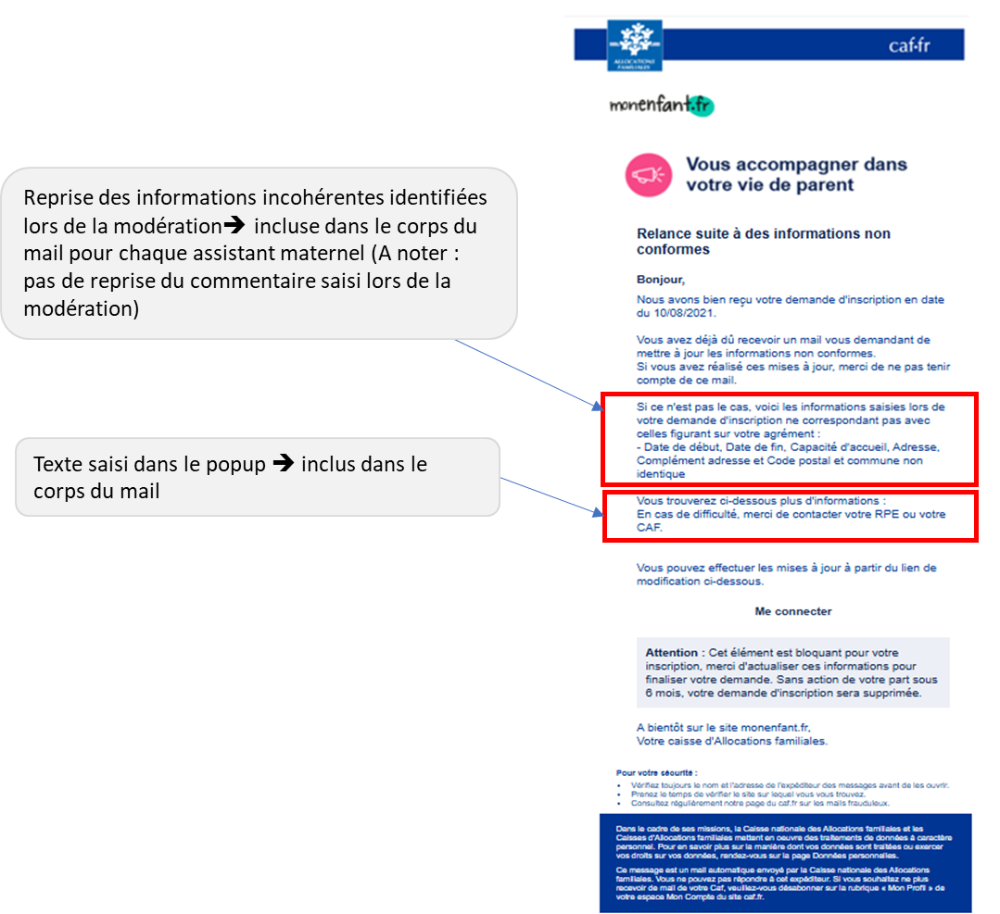 ALLOCATIONS
FAMILIALES
caf.fr
monenfant.fr
Vous accompagner dans
votre vie de parent
Reprise des informations incohérentes identifiées
lors de la modération➔ incluse dans le corps du
mail pour chaque assistant maternel (A noter :
pas de reprise du commentaire saisi lors de la
modération)
Texte saisi dans le popup ➔ inclus dans le
corps du mail
Relance suite à des informations non
conformes
Bonjour,
Nous avons bien reçu votre demande d'inscription en date
du 10/08/2021.
Vous avez déjà dû recevoir un mail vous demandant de
mettre à jour les informations non conformes.
Si vous avez réalisé ces mises à jour, merci de ne pas tenir
compte de ce mail.
Si ce n'est pas le cas, voici les informations saisies lors de
votre demande d'inscription ne correspondant pas avec
celles figurant sur votre agrément :
- Date de début, Date de fin, Capacité d'accueil, Adresse,
Complément adresse et Code postal et commune non
identique
Vous trouverez ci-dessous plus d'informations :
En cas de difficulté, merci de contacter votre RPE ou votre
CAF.
Vous pouvez effectuer les mises à jour à partir du lien de
modification ci-dessous.
Me connecter
Attention : Cet élément est bloquant pour votre
inscription, merci d'actualiser ces informations pour
finaliser votre demande. Sans action de votre part sous
6 mois, votre demande d'inscription sera supprimée.
A bientôt sur le site monenfant.fr,
Votre caisse d'Allocations familiales.
Pour votre sécurité :
• Vérifiez toujours le nom et l'adresse de l'expéditeur des messages avant de les ouvrir.
• Prenez le temps de vérifier le site sur lequel vous vous trouvez.
• Consultez régulièrement notre page du caf.fr sur les mails frauduleux.
Dans le cadre de ses missions, la Caisse nationale des Allocations familiales et les
Caisses d'Allocations familiales mettent en oeuvre des traitements de données à caractère
personnel. Pour en savoir plus sur la manière dont vos données sont traitées ou exercer
vos droits sur vos données, rendez-vous sur la page Données personnelles.
Ce message est un mail automatique envoyé par la Caisse nationale des Allocations
familiales. Vous ne pouvez pas répondre à cet expéditeur. Si vous souhaitez ne plus
recevoir de mail de votre Caf, veuillez-vous désabonner sur la rubrique « Mon Profil » de
votre espace Mon Compte du site caf.fr.